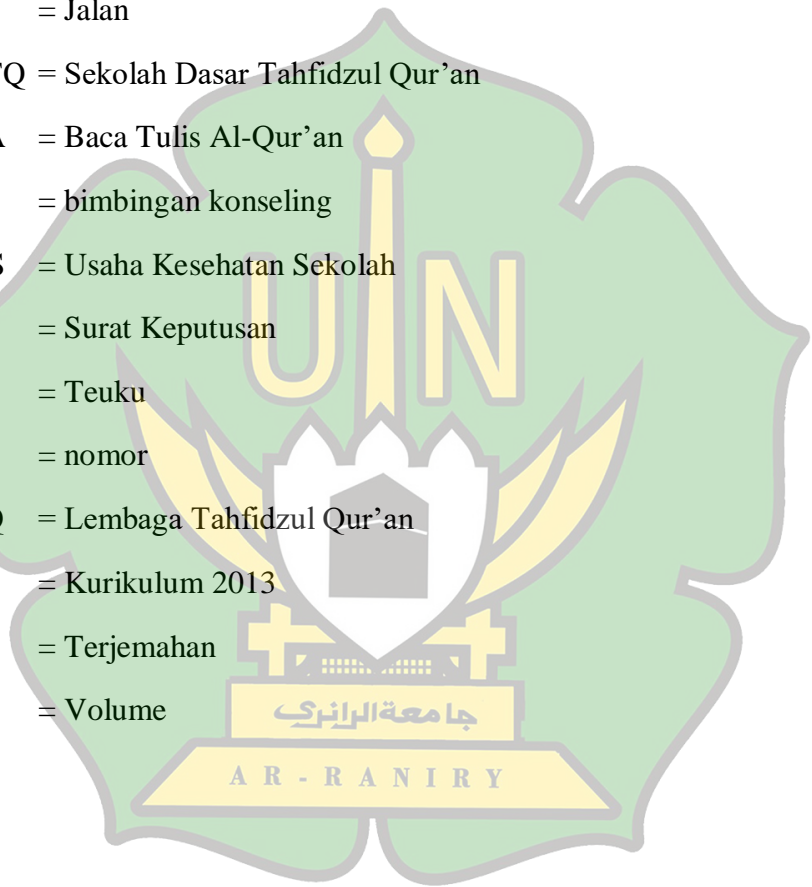 = Jalan
Q = Sekolah Dasar Tahfidzul Qur’an
= Baca Tulis Al-Qur’an
= bimbingan konseling
S = Usaha Kesehatan Sekolah
= Surat Keputusan
= Teuku
= nomor
= Lembaga Tahfidzul Qur’an
= Kurikulum 2013
= Terjemahan
= Volume
UIN
جامعة الرانري
AR-RANIRY